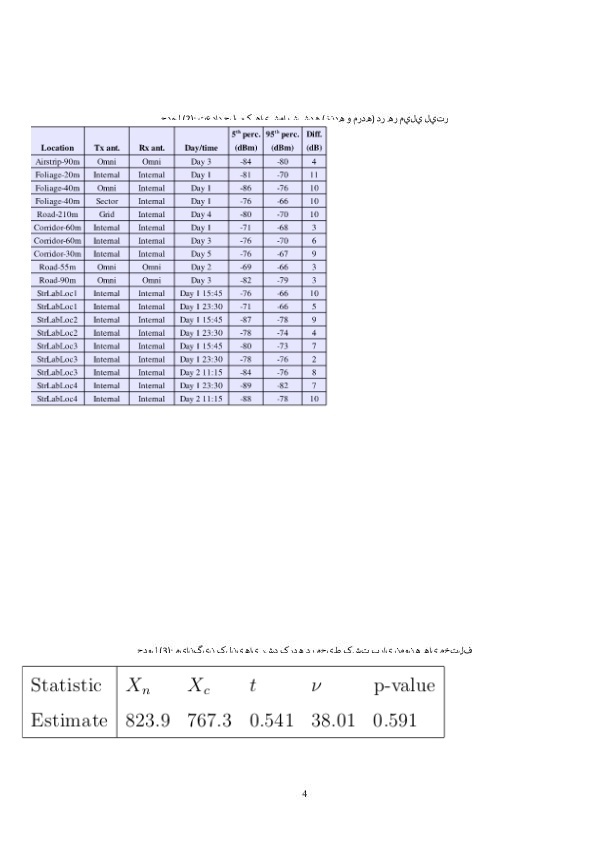 Location Tx ant. Rx ant. Day/time 5th perc. (dBm) 95th perc. (dBm) Diff. (dB)
Airstrip-90m Omni Omni Day 3 -84 -80 4
Foliage-20m Internal Internal Day 1 -81 -70 11
Foliage-40m Omni Internal Day 1 -86 -76 10
Foliage-40m Sector Internal Day 1 -76 -66 10
Road-210m Grid Internal Day 4 -80 -70 10
Corridor-60m Internal Internal Day 1 -71 -68 3
Corridor-60m Internal Internal Day 3 -76 -70 6
Corridor-30m Internal Internal Day 5 -76 -67 9
Road-55m Omni Omni Day 2 -69 -66 3
Road-90m Omni Omni Day 3 -82 -79 3
StrLabLoc1 Internal Internal Day 1 15:45 -76 -66 10
StrLabLoc1 Internal Internal Day 1 23:30 -71 -66 5
StrLabLoc2 Internal Internal Day 1 15:45 -87 -78 9
StrLabLoc2 Internal Internal Day 1 23:30 -78 -74 4
StrLabLoc3 Internal Internal Day 1 15:45 -80 -73 7
StrLabLoc3 Internal Internal Day 1 23:30 -78 -76 2
StrLabLoc3 Internal Internal Day 2 11:15 -84 -76 8
StrLabLoc4 Internal Internal Day 1 23:30 -89 -82 7
StrLabLoc4 Internal Internal Day 2 11:15 -88 -78 10
Statistic Xn Xc t ν p-value
Estimate 823.9 767.3 0.541 38.01 0.591
4